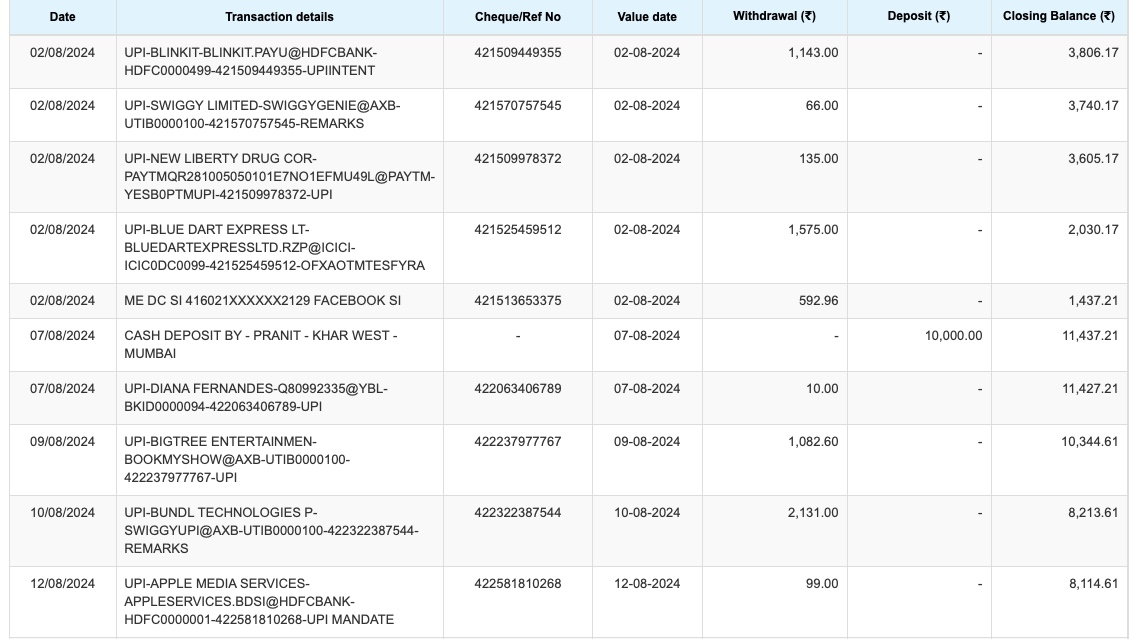 Date Transaction details Cheque/Ref No Value date Withdrawal (₹) Deposit (₹) Closing Balance (₹)
02/08/2024 UPI-BLINKIT-BLINKIT.PAYU@HDFCBANK- 421509449355 02-08-2024 1,143.00 - 3,806.17
HDFC0000499-421509449355-UPIINTENT
02/08/2024 UPI-SWIGGY LIMITED-SWIGGYGENIE@AXB- 421570757545 02-08-2024 66.00 - 3,740.17
UTIB0000100-421570757545-REMARKS
02/08/2024 UPI-NEW LIBERTY DRUG COR- 421509978372 02-08-2024 135.00 - 3,605.17
PAYTMQR281005050101E7NO1EFMU49L@PAYTM-
YESB0PTMUPI-421509978372-UPI
02/08/2024 UPI-BLUE DART EXPRESS LT- 421525459512 02-08-2024 1,575.00 - 2,030.17
BLUEDARTEXPRESSLTD.RZP@ICICI-
ICIC0DC0099-421525459512-OFXAOTMTESFYRA
02/08/2024 ME DC SI 416021XXXXXX2129 FACEBOOK SI 421513653375 02-08-2024 592.96 - 1,437.21
07/08/2024 CASH DEPOSIT BY - PRANIT - KHAR WEST - - 07-08-2024 - 10,000.00 11,437.21
MUMBAI
07/08/2024 UPI-DIANA FERNANDES-Q80992335@YBL- 422063406789 07-08-2024 10.00 - 11,427.21
BKID0000094-422063406789-UPI
09/08/2024 UPI-BIGTREE ENTERTAINMEN- 422237977767 09-08-2024 1,082.60 - 10,344.61
BOOKMYSHOW@AXB-UTIB0000100-
422237977767-UPI
10/08/2024 UPI-BUNDL TECHNOLOGIES P- 422322387544 10-08-2024 2,131.00 - 8,213.61
SWIGGYUPI@AXB-UTIB0000100-422322387544-
REMARKS
12/08/2024 UPI-APPLE MEDIA SERVICES- 422581810268 12-08-2024 99.00 - 8,114.61
APPLESERVICES.BDSI@HDFCBANK-
HDFC0000001-422581810268-UPI MANDATE